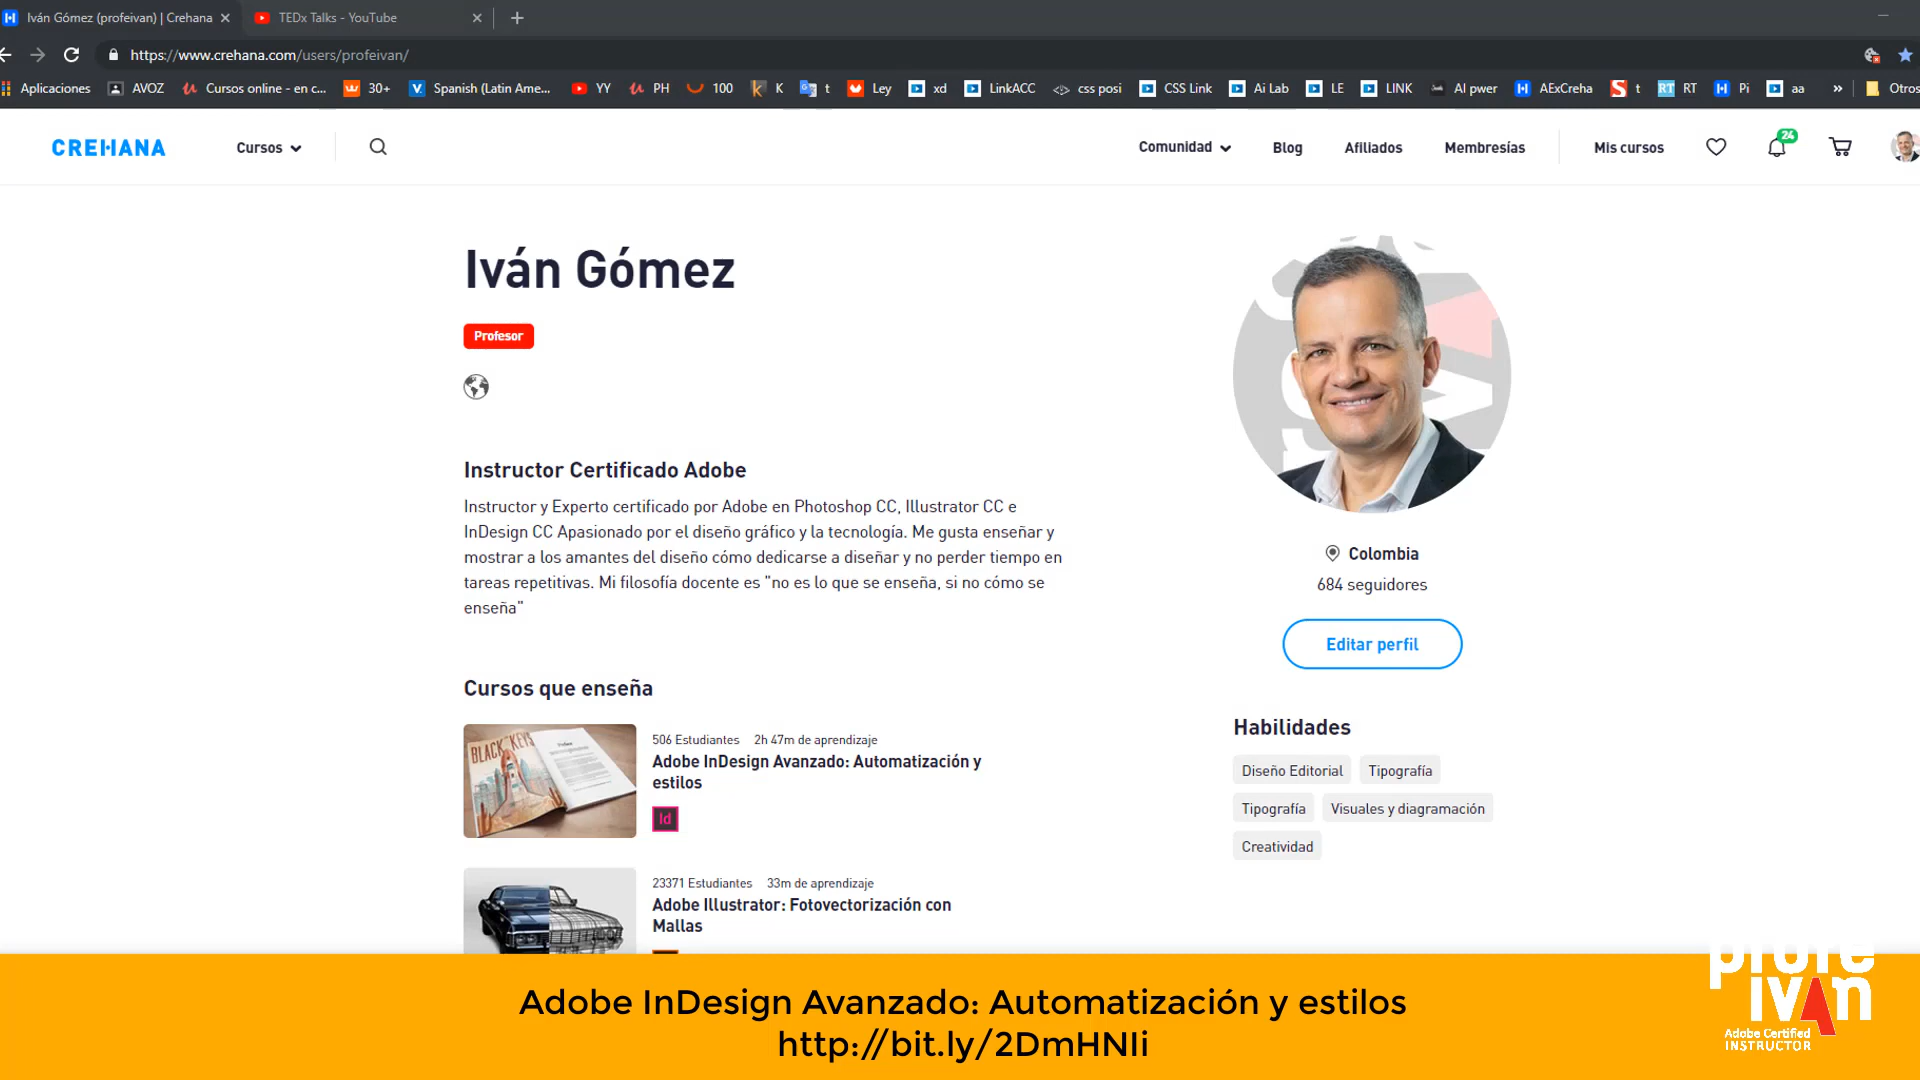 Iván Gómez (profeivan) | Crehana
TEDx Talks - YouTube
https://www.crehana.com/users/profeivan/
Aplicaciones AVOZ Cursos online - en c... 30+ Spanish (Latin Ame... YY PH 100 K t Ley xd LinkACC css posi CSS Link Ai Lab LE LINK AI pwer AExCreha t RT Pi aa » Otros
CREHANA Cursos Comunidad Blog Afiliados Membresías Mis cursos 24
Iván Gómez
Profesor
Instructor Certificado Adobe
Instructor y Experto certificado por Adobe en Photoshop CC, Illustrator CC e
InDesign CC Apasionado por el diseño gráfico y la tecnología. Me gusta enseñar y
mostrar a los amantes del diseño cómo dedicarse a diseñar y no perder tiempo en
tareas repetitivas. Mi filosofía docente es "no es lo que se enseña, si no cómo se
enseña"
Colombia
684 seguidores
Editar perfil
Cursos que enseña
BLACK KEYS
506 Estudiantes 2h 47m de aprendizaje
Adobe InDesign Avanzado: Automatización y
estilos
Id
23371 Estudiantes 33m de aprendizaje
Adobe Illustrator: Fotovectorización con
Mallas
Habilidades
Diseño Editorial Tipografía
Tipografía Visuales y diagramación
Creatividad
Adobe InDesign Avanzado: Automatización y estilos
http://bit.ly/2DmHNIi
profe
ivan
Adobe Certified
INSTRUCTOR